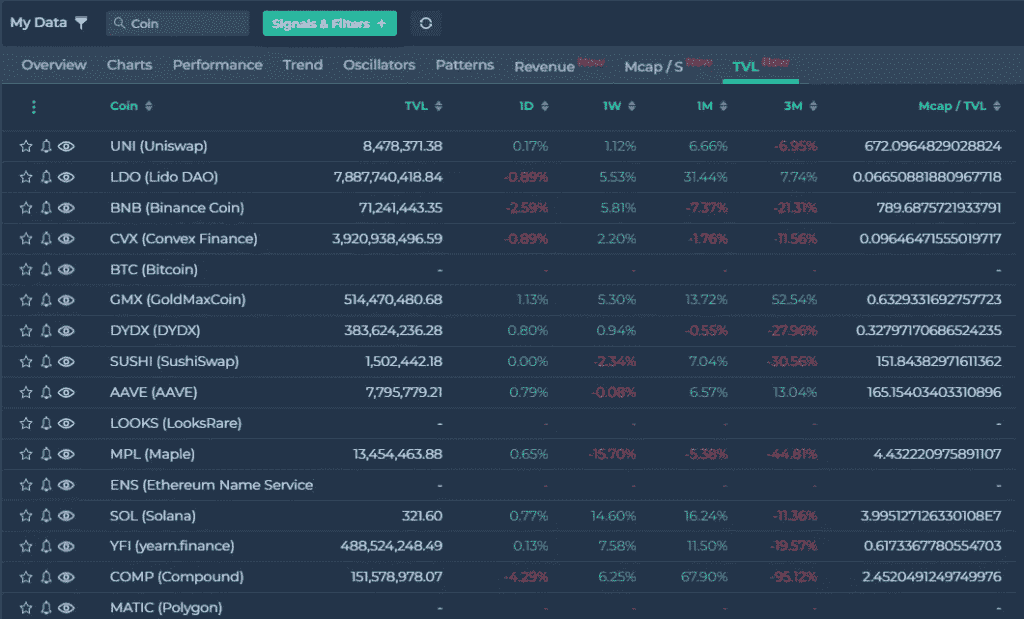 My Data Coin Signals & Filters +
Overview Charts Performance Trend Oscillators Patterns Revenue New Mcap / S New TVL New
Coin TVL 1D 1W 1M 3M Mcap / TVL
UNI (Uniswap) 8,478,371.38 0.17% 1.12% 6.66% -6.95% 672.0964829028824
LDO (Lido DAO) 7,887,740,418.84 -0.89% 5.53% 31.44% 7.74% 0.06650881880967718
BNB (Binance Coin) 71,241,443.35 -2.59% 5.81% -7.37% -21.31% 789.6875721933791
CVX (Convex Finance) 3,920,938,496.59 -0.89% 2.20% -1.76% -11.56% 0.09646471555019717
BTC (Bitcoin) - - - - - -
GMX (GoldMaxCoin) 514,470,480.68 1.13% 5.30% 13.72% 52.54% 0.6329331692757723
DYDX (DYDX) 383,624,236.28 0.80% 0.94% -0.55% -27.96% 0.32797170686524235
SUSHI (SushiSwap) 1,502,442.18 0.00% -2.34% 7.04% -30.56% 151.84382971611362
AAVE (AAVE) 7,795,779.21 0.79% -0.08% 6.57% 13.04% 165.15403403310896
LOOKS (LooksRare) - - - - - -
MPL (Maple) 13,454,463.88 0.65% -15.70% -5.38% -44.81% 4.432220975891107
ENS (Ethereum Name Service - - - - - -
SOL (Solana) 321.60 0.77% 14.60% 16.24% -11.36% 3.995127126330108E7
YFI (yearn.finance) 488,524,248.49 0.13% 7.58% 11.50% -19.57% 0.6173367780554703
COMP (Compound) 151,578,978.07 -4.29% 6.25% 67.90% -95.12% 2.4520491249749976
MATIC (Polygon) - - - - - -